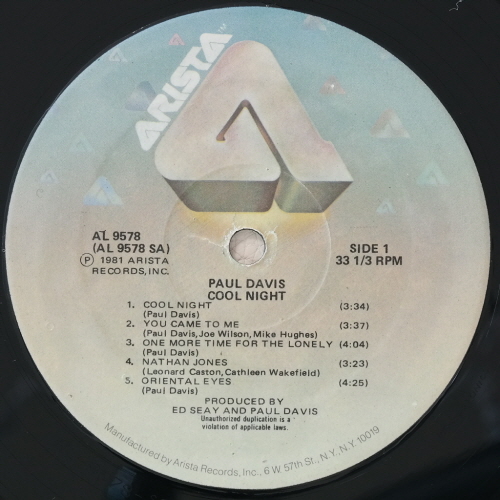 ARISTA
AL 9578
(AL 9578 SA)
Ⓟ 1981 ARISTA
RECORDS, INC.
SIDE 1
33 1/3 RPM
PAUL DAVIS
COOL NIGHT
1. COOL NIGHT (3:34)
(Paul Davis)
2. YOU CAME TO ME (3:37)
(Paul Davis, Joe Wilson, Mike Hughes)
3. ONE MORE TIME FOR THE LONELY (4:04)
(Paul Davis)
4. NATHAN JONES (3:23)
(Leonard Caston, Cathleen Wakefield)
5. ORIENTAL EYES (4:25)
(Paul Davis)
PRODUCED BY
ED SEAY AND PAUL DAVIS
Unauthorized duplication is a
violation of applicable laws.
Manufactured by Arista Records, Inc., 6 W 57th St., N.Y. N.Y. 10019